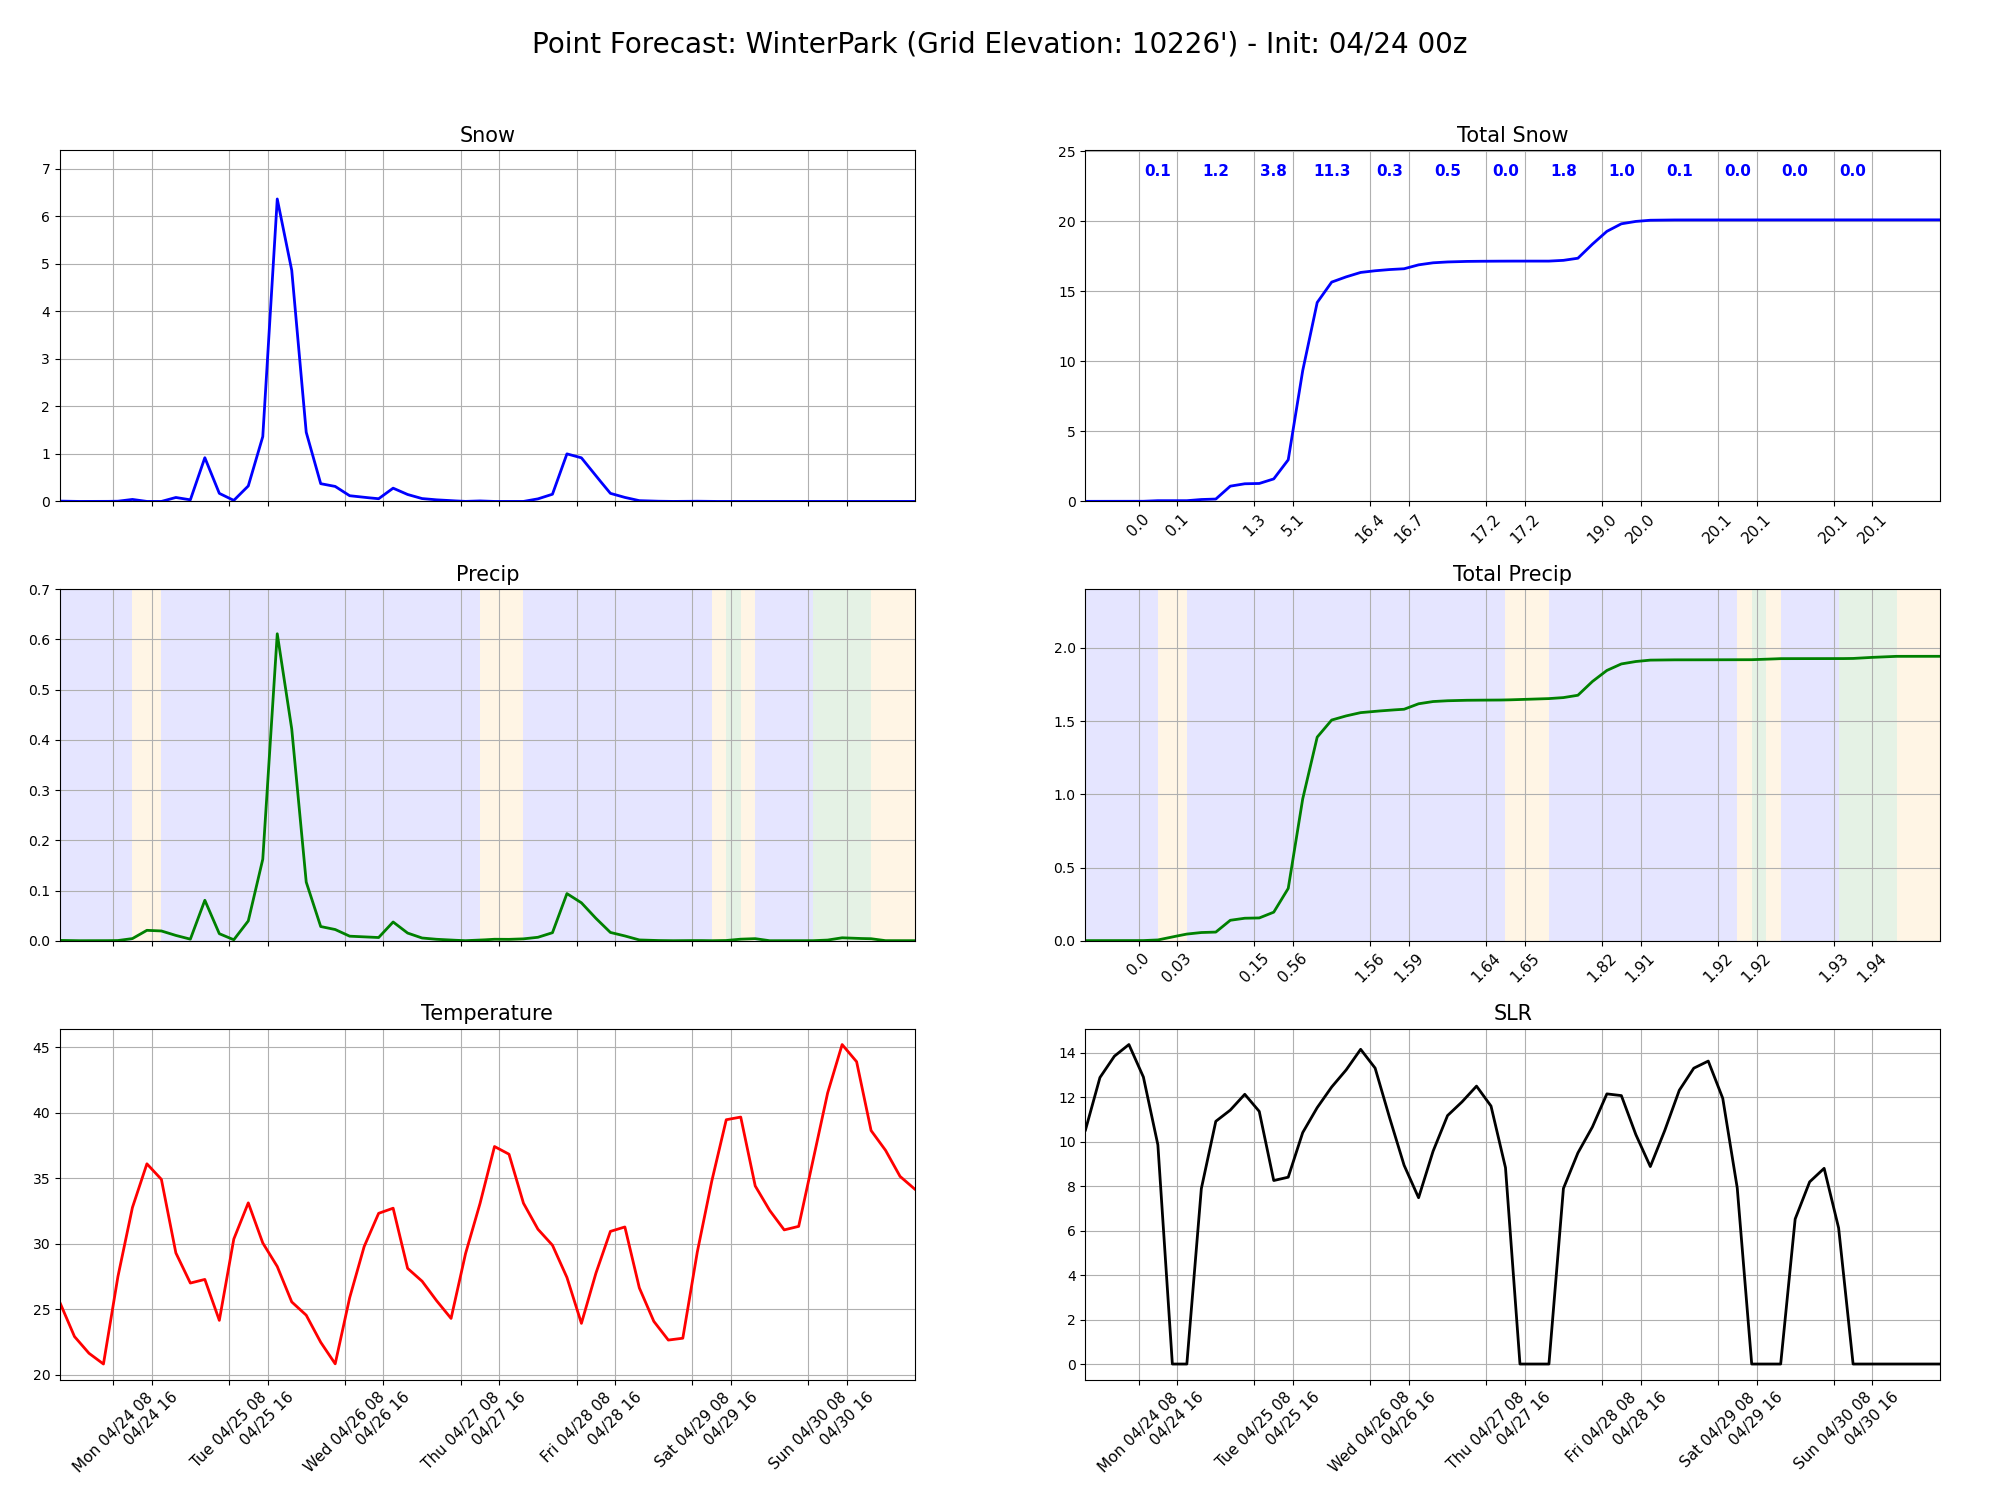 Point Forecast: WinterPark (Grid Elevation: 10226') - Init: 04/24 00z
Snow
7
6
5
4
3
2
1
0
Total Snow
25
20
15
10
5
0
0.1 1.2 3.8 11.3 0.3 0.5 0.0 1.8 1.0 0.1 0.0 0.0 0.0
0.0 0.1 1.3 5.1 16.4 16.7 17.2 17.2 19.0 20.0 20.1 20.1 20.1 20.1
Precip
0.7
0.6
0.5
0.4
0.3
0.2
0.1
0.0
Total Precip
2.0
1.5
1.0
0.5
0.0
0.0 0.03 0.15 0.56 1.56 1.59 1.64 1.65 1.82 1.91 1.92 1.92 1.93 1.94
Temperature
45
40
35
30
25
20
Mon 04/24 08
04/24 16
Tue 04/25 08
04/25 16
Wed 04/26 08
04/26 16
Thu 04/27 08
04/27 16
Fri 04/28 08
04/28 16
Sat 04/29 08
04/29 16
Sun 04/30 08
04/30 16
SLR
14
12
10
8
6
4
2
0
Mon 04/24 08
04/24 16
Tue 04/25 08
04/25 16
Wed 04/26 08
04/26 16
Thu 04/27 08
04/27 16
Fri 04/28 08
04/28 16
Sat 04/29 08
04/29 16
Sun 04/30 08
04/30 16